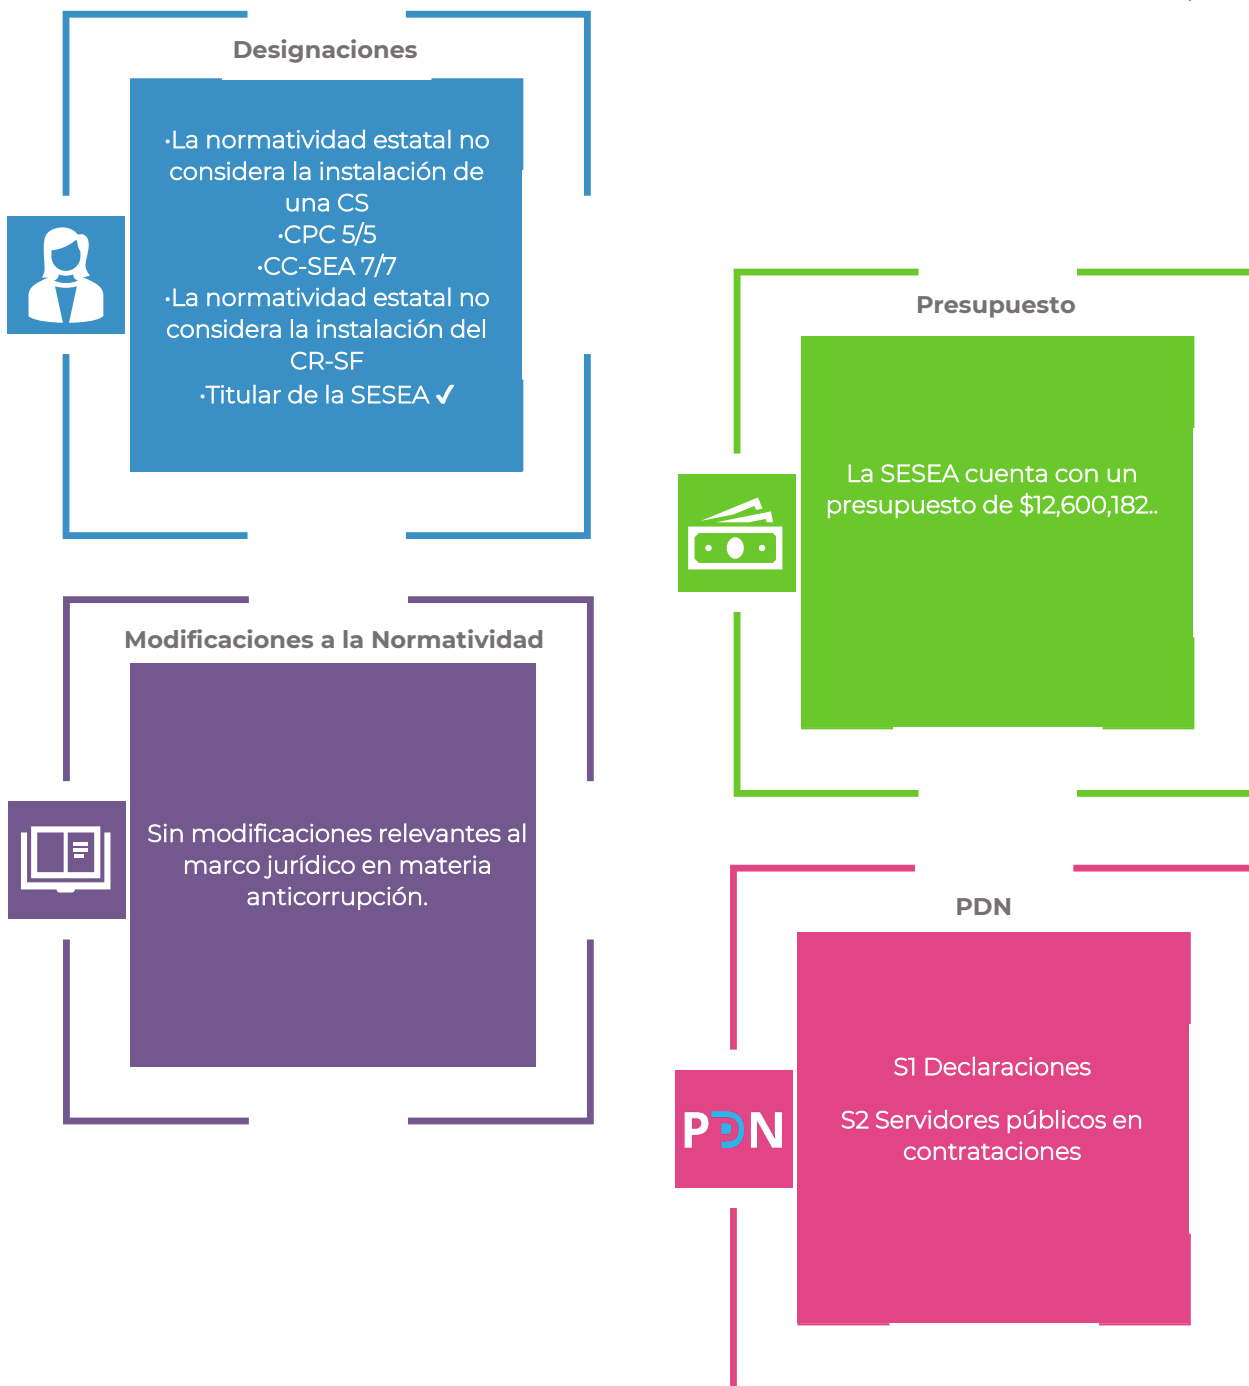 Designaciones
·La normatividad estatal no
considera la instalación de
una CS
·CPC 5/5
·CC-SEA 7/7
·La normatividad estatal no
considera la instalación del
CR-SF
·Titular de la SESEA ✓
Presupuesto
La SESEA cuenta con un
presupuesto de $12,600,182..
Modificaciones a la Normatividad
Sin modificaciones relevantes al
marco jurídico en materia
anticorrupción.
PDN
PDN
S1 Declaraciones
S2 Servidores públicos en
contrataciones